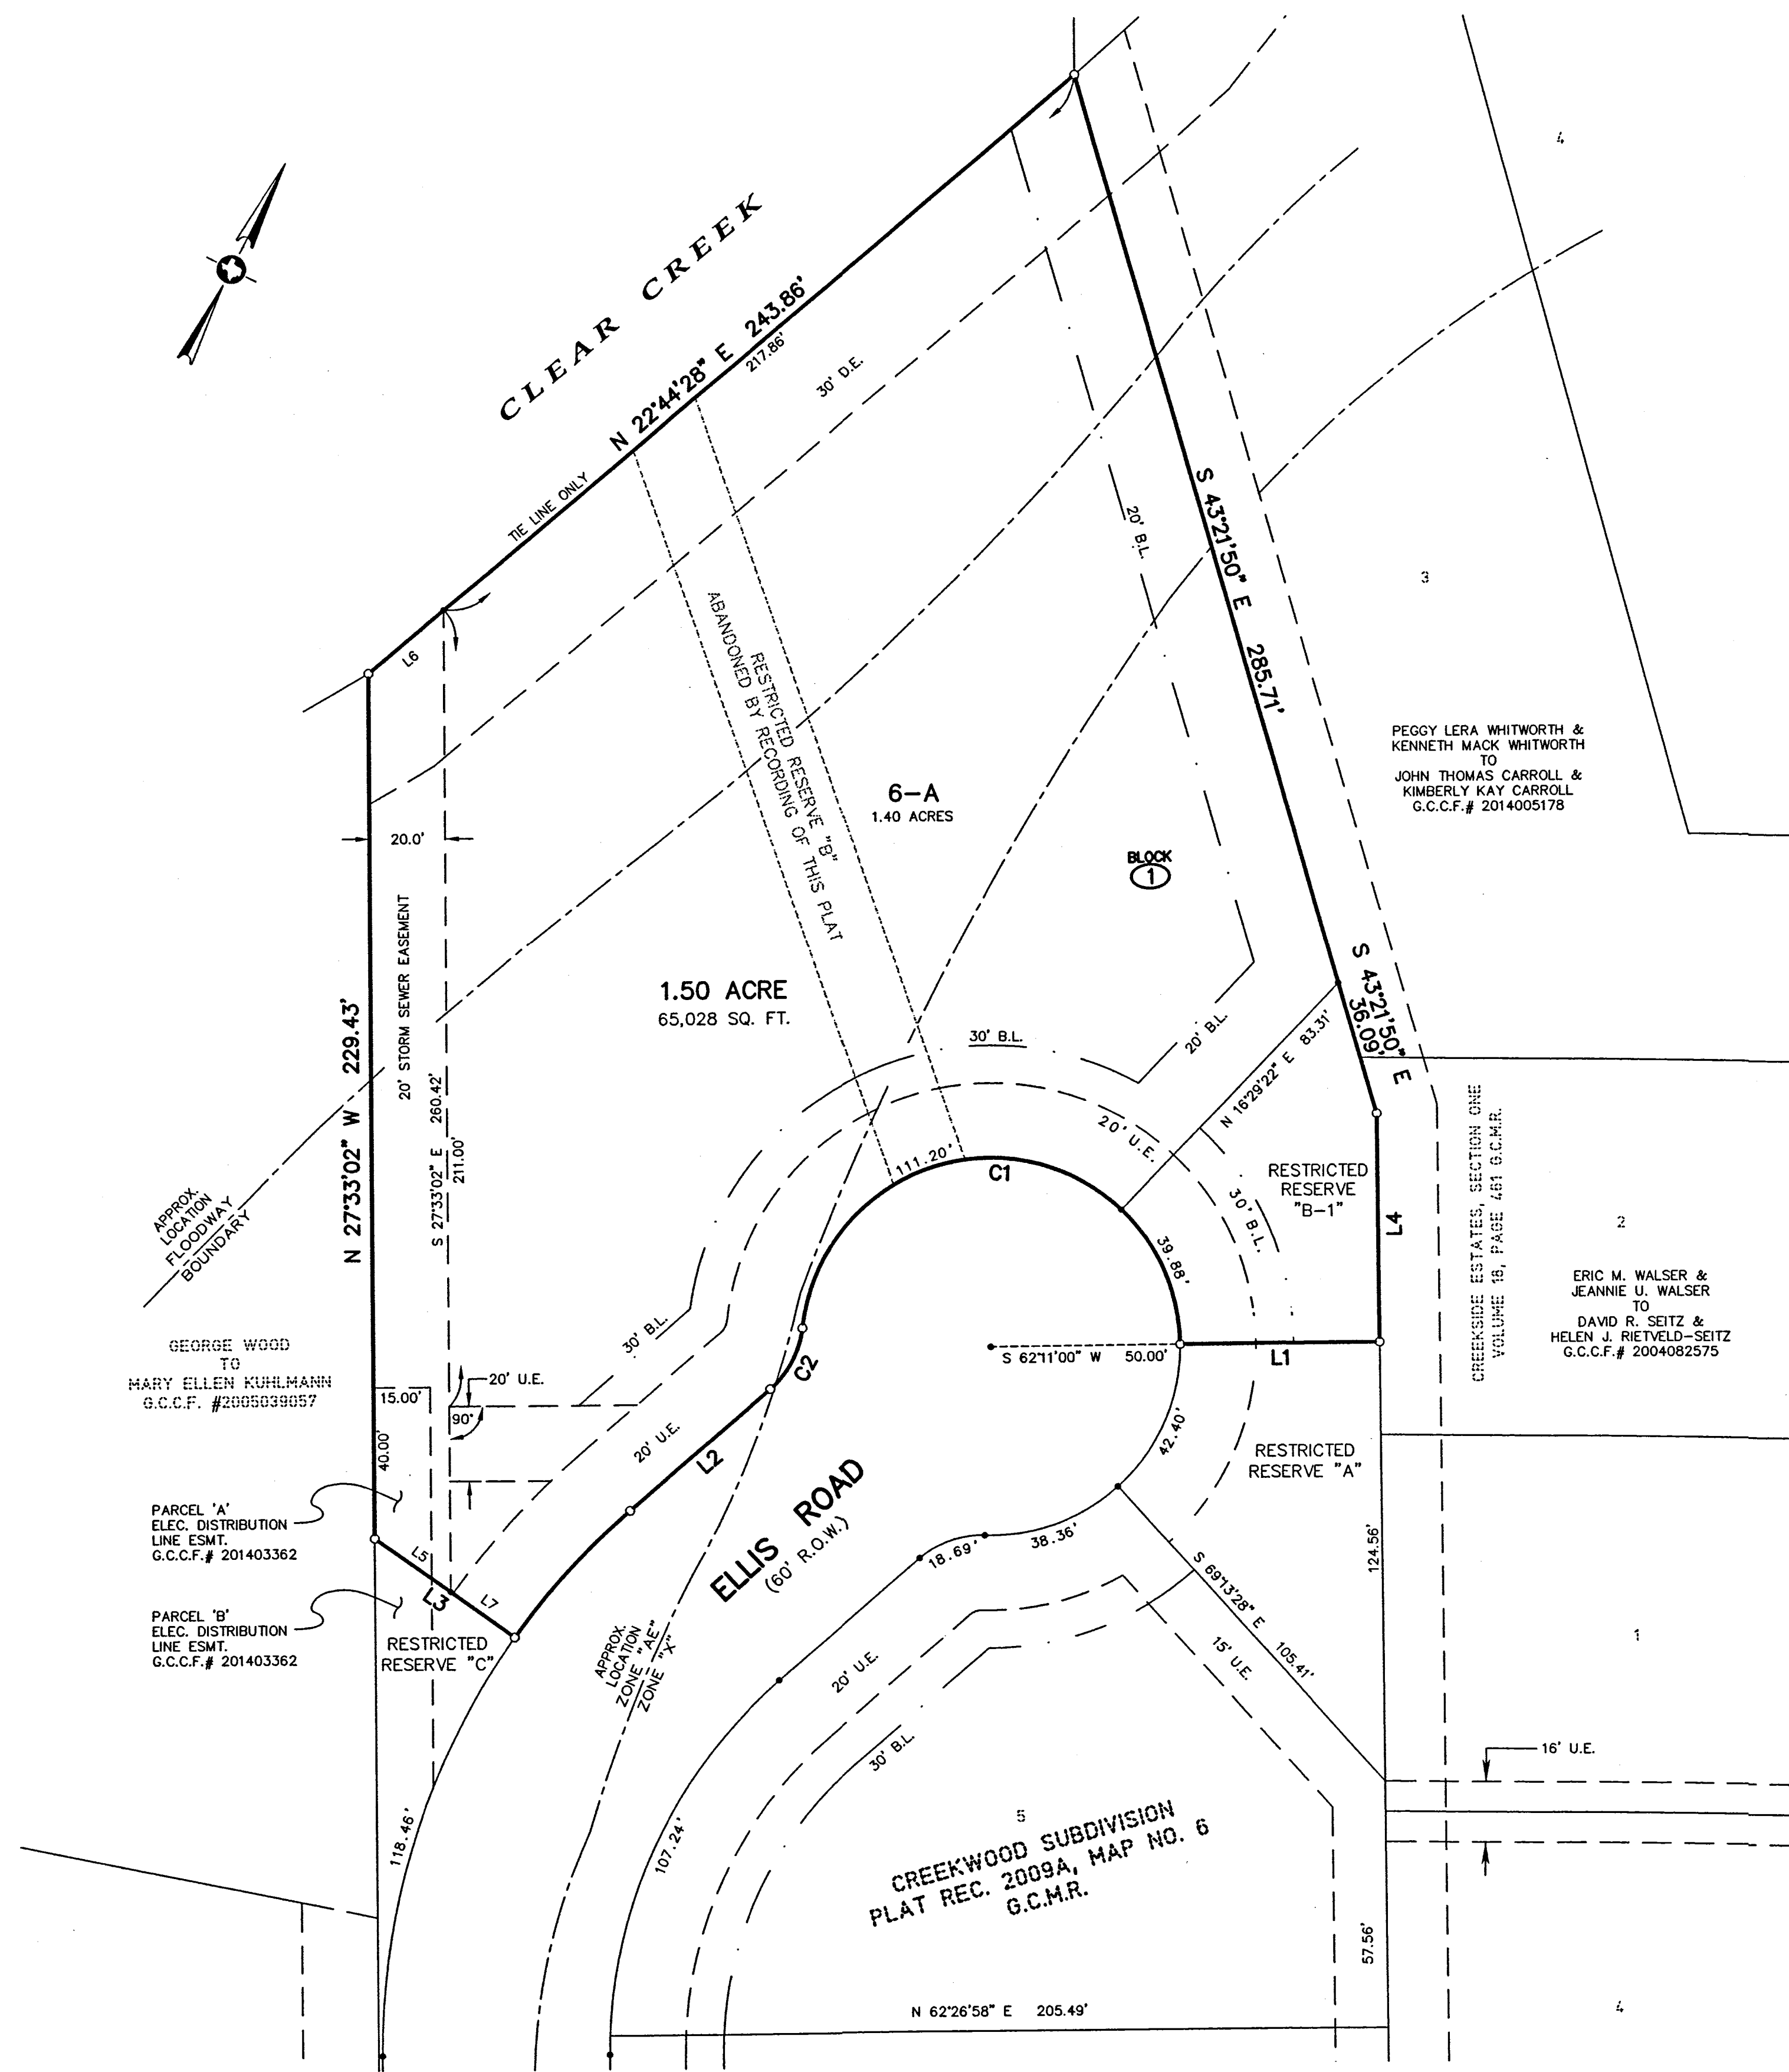 CLEAR CREEK
N 22°44'28" E 243.86'
217.86'
TIE LINE ONLY
30' D.E.
L6
4
3
20' B.L.
S 43°21'50" E 285.71'
RESTRICTED RESERVE "B"
ABANDONED BY RECORDING OF THIS PLAT
6-A
1.40 ACRES
BLOCK
1
PEGGY LERA WHITWORTH &
KENNETH MACK WHITWORTH
TO
JOHN THOMAS CARROLL &
KIMBERLY KAY CARROLL
G.C.C.F.# 2014005178
20.0'
20' STORM SEWER EASEMENT
N 27°33'02" W 229.43'
S 27°33'02" E 260.42'
211.00'
1.50 ACRE
65,028 SQ. FT.
30' B.L.
20' B.L.
N 16°29'22" E 83.31'
S 43°21'50" E
36.09'
20' U.E.
111.20'
C1
39.88'
30' B.L.
RESTRICTED
RESERVE
"B-1"
L4
CREEKSIDE ESTATES, SECTION ONE
VOLUME 18, PAGE 461 G.C.M.R.
2
ERIC M. WALSER &
JEANNIE U. WALSER
TO
DAVID R. SEITZ &
HELEN J. RIETVELD-SEITZ
G.C.C.F.# 2004082575
APPROX.
LOCATION
FLOODWAY
BOUNDARY
GEORGE WOOD
TO
MARY ELLEN KUHLMANN
G.C.C.F. #2005039057
30' B.L.
S 62°11'00" W 50.00'
L1
C2
15.00'
20' U.E.
90°
40.00'
20' U.E.
L2
42.40'
RESTRICTED
RESERVE "A"
PARCEL 'A'
ELEC. DISTRIBUTION
LINE ESMT.
G.C.C.F.# 201403362
L5
L3
L7
ELLIS ROAD
(60' R.O.W.)
18.69'
38.36'
S 69°13'28" E 105.41'
124.56'
PARCEL 'B'
ELEC. DISTRIBUTION
LINE ESMT.
G.C.C.F.# 201403362
RESTRICTED
RESERVE "C"
APPROX.
LOCATION
ZONE "AE"
ZONE "X"
20' U.E.
15' U.E.
1
30' B.L.
16' U.E.
118.46'
107.24'
5
CREEKWOOD SUBDIVISION
PLAT REC. 2009A, MAP NO. 6
G.C.M.R.
57.56'
N 62°26'58" E 205.49'
4